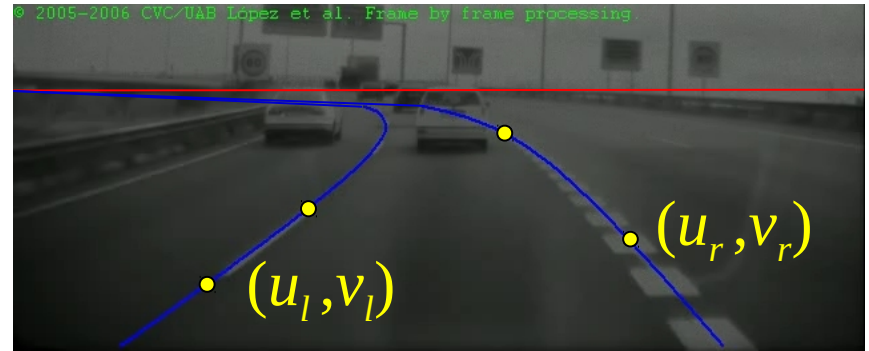 © 2005-2006 CVC/UAB López et al. Frame by frame processing.
(u_r,v_r)
(u_l,v_l)